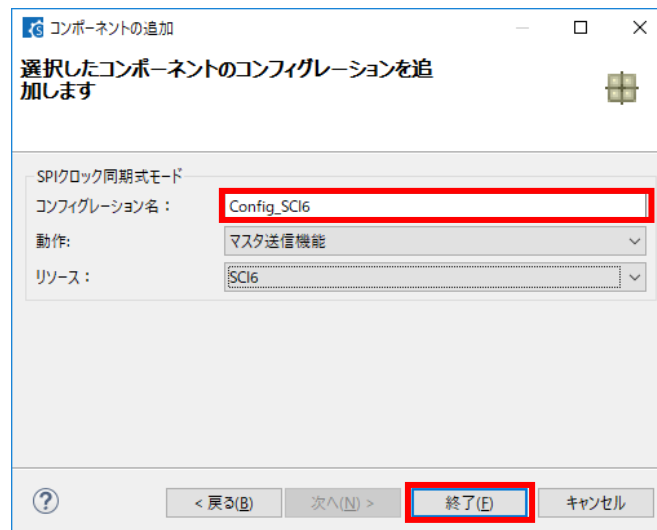 コンポーネントの追加
選択したコンポーネントのコンフィグレーションを追
加します
SPIクロック同期式モード
コンフィグレーション名：
Config_SCI6
動作:
マスタ送信機能
リソース：
SCI6
< 戻る(B)
次へ(N) >
終了(F)
キャンセル